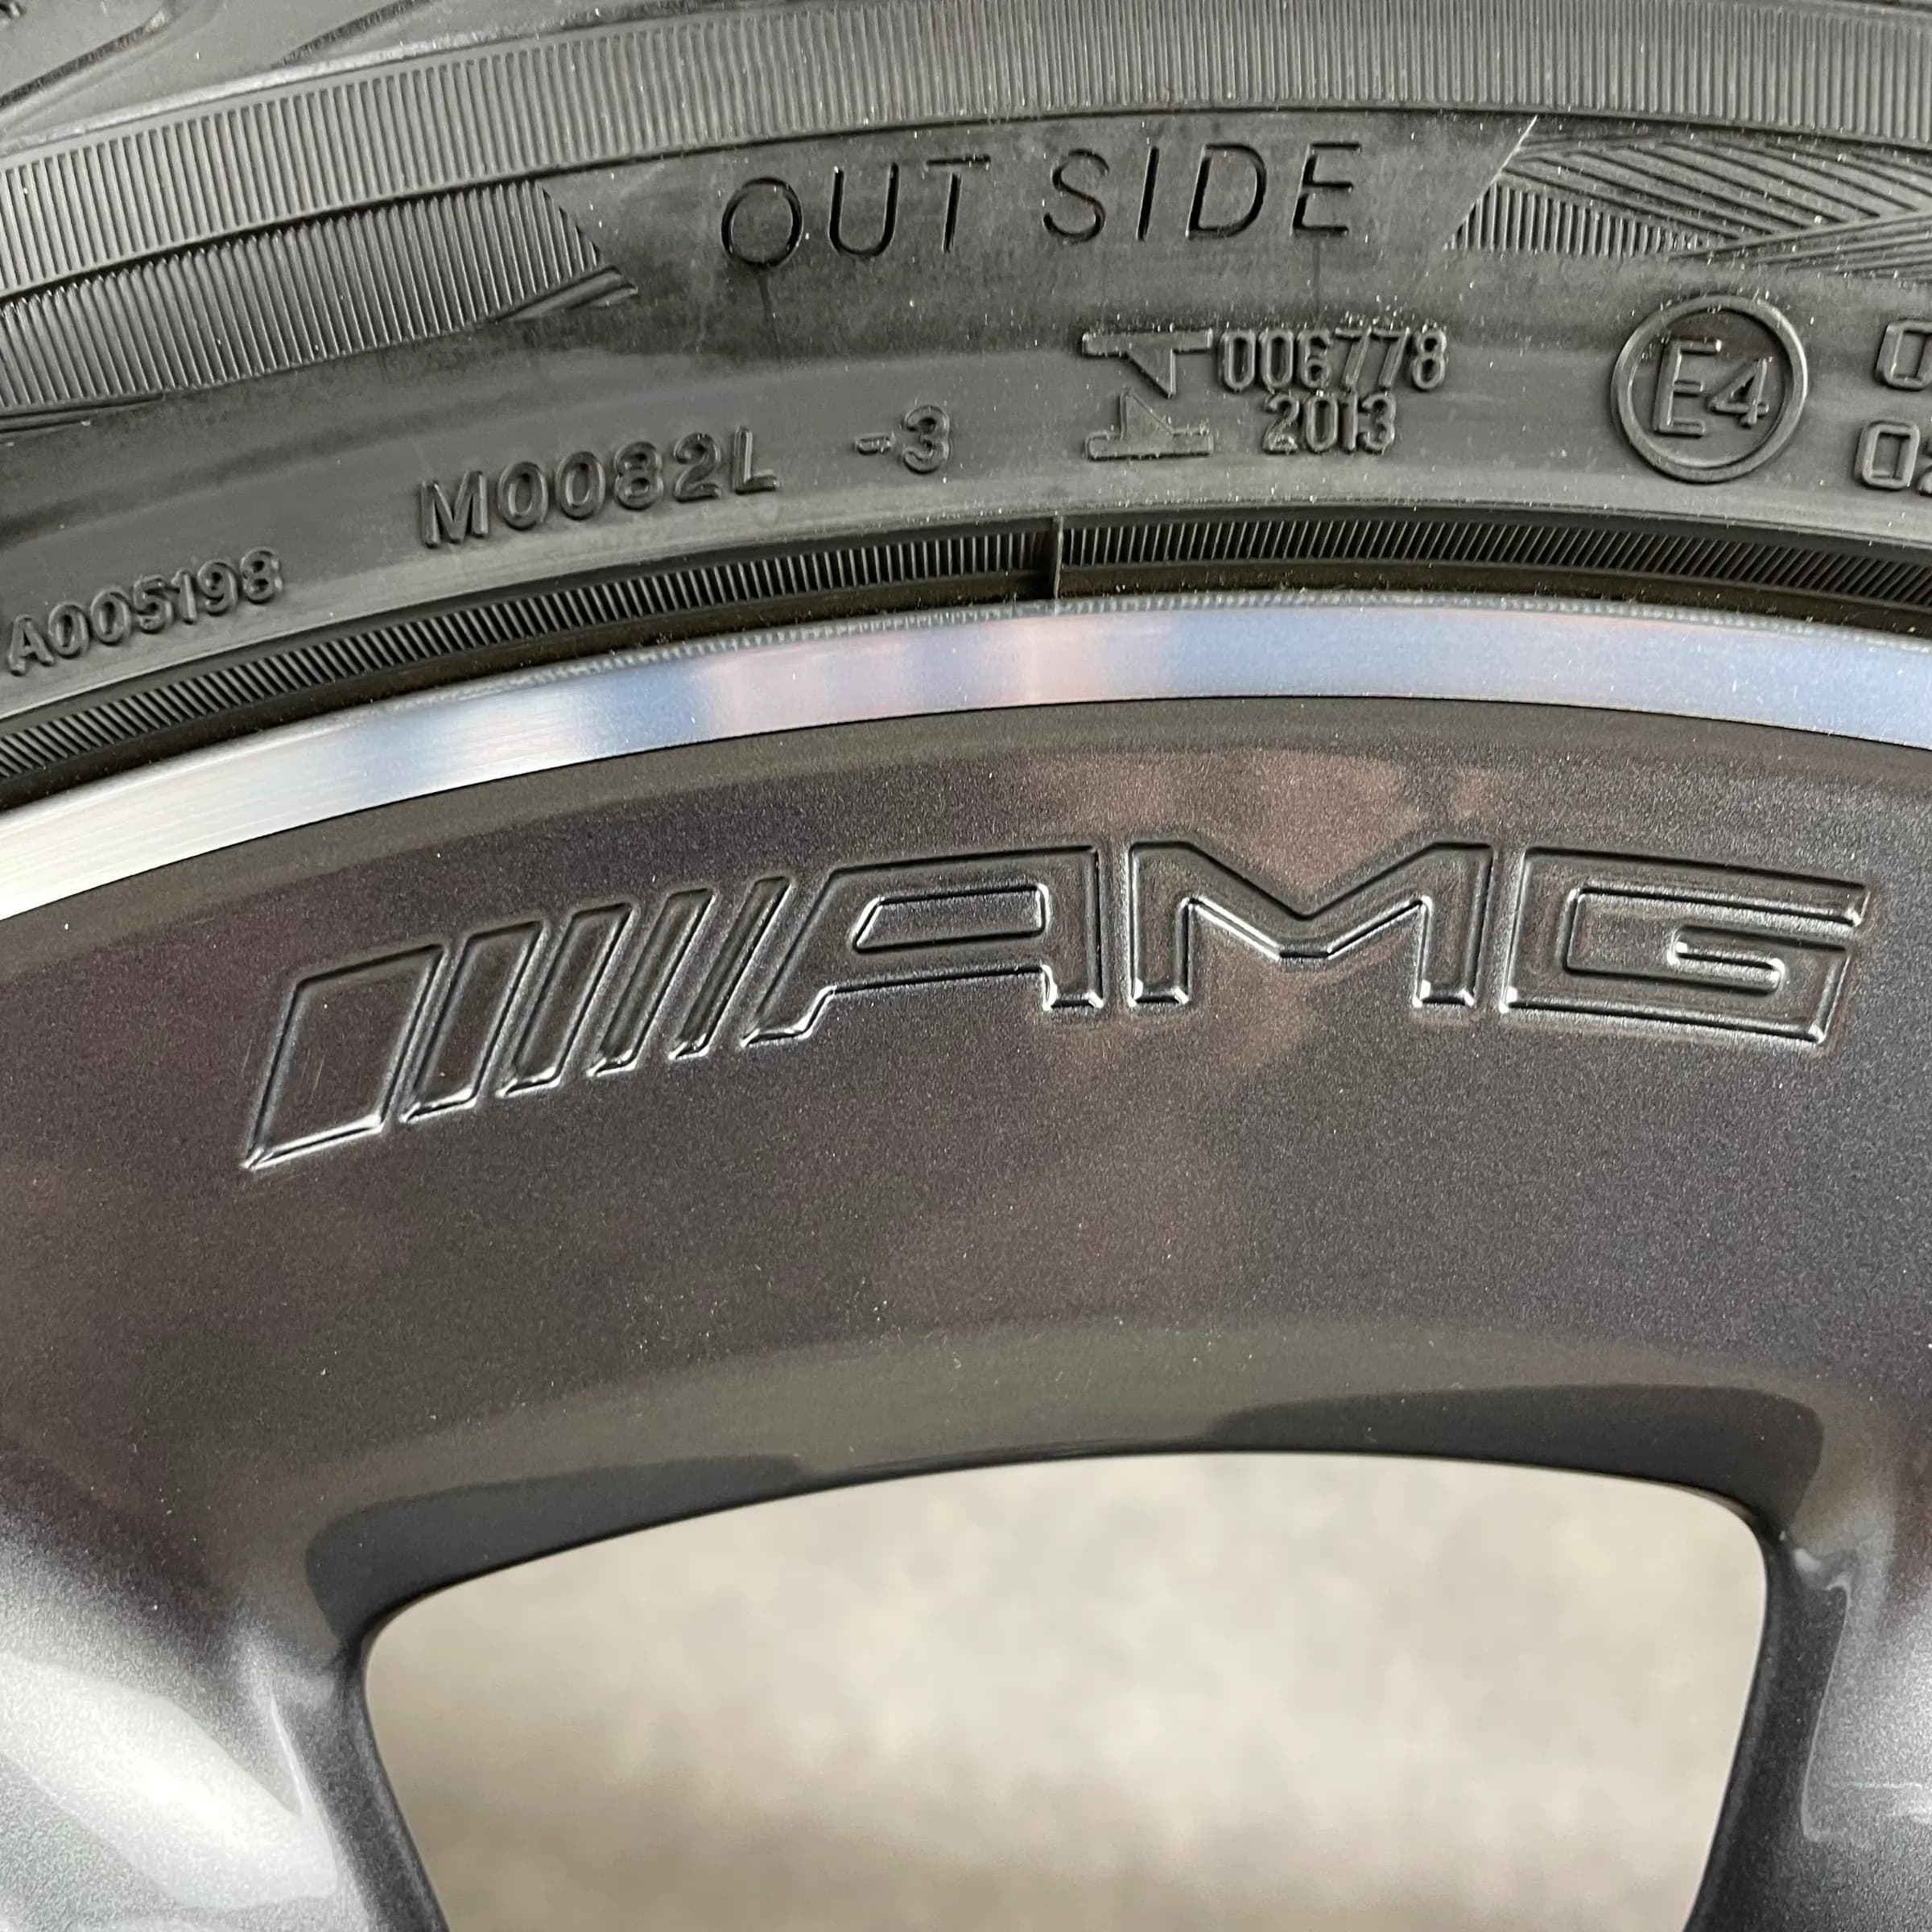 OUT SIDE
006778
2013
E4
M0082L -3
A005198
AMG